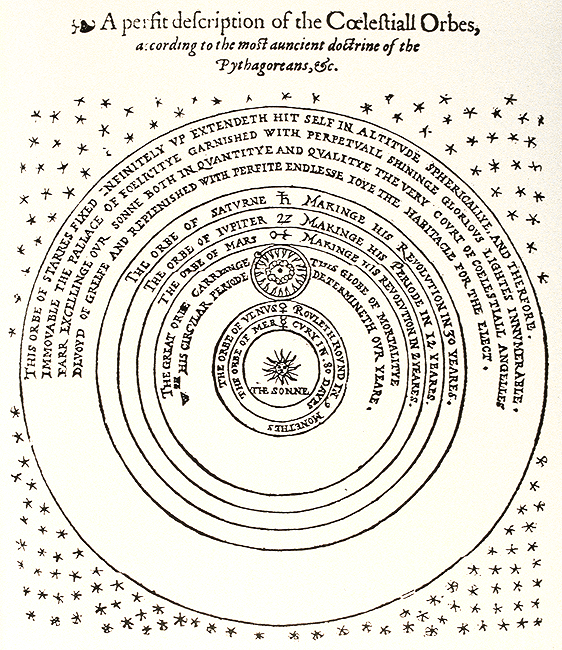 A perfit description of the Cœlestiall Orbes,
according to the most auncient doctrine of the
Pythagoreans, &c.
THIS ORBE OF STARRES FIXED INFINITELY VP EXTENDETH HIT SELF IN ALTITVDE SPHERICALLYE, AND THERFORE
IMMOVABLE THE PALLACE OF FOELICITYE GARNISHED WITH PERPETVALL SHININGE GLORIOVS LIGHTES INNVMERABLE.
FARR EXCELLINGE OVR SONNE BOTH IN QVANTITYE AND QVALITYE THE VERY COVRT OF COELESTIALL ANGELLES
DEVOYD OF GREEFE AND REPLENISHED WITH PERFITE ENDLESSE IOYE THE HABITACLE FOR THE ELECT.
THE ORBE OF SATVRNE ♄ MAKINGE HIS REVOLVTION IN 30 YEARES.
THE ORBE OF IVPITER ♃ MAKINGE HIS PERIODE IN 12 YEARES.
THE ORBE OF MARS ♂ MAKINGE HIS REVOLVTION IN 2 YEARES.
THE GREAT ORBE CARREINGE THIS GLOBE OF MORTALITYE
HIS CIRCVLAR PERIODE DETERMINETH OVR YEARE.
THE ORBE OF VENVS ♀ ROVLETH ROVND IN 9
MONETHES
THE ORBE OF MERCVRY IN 80 DAYES
THE SONNE